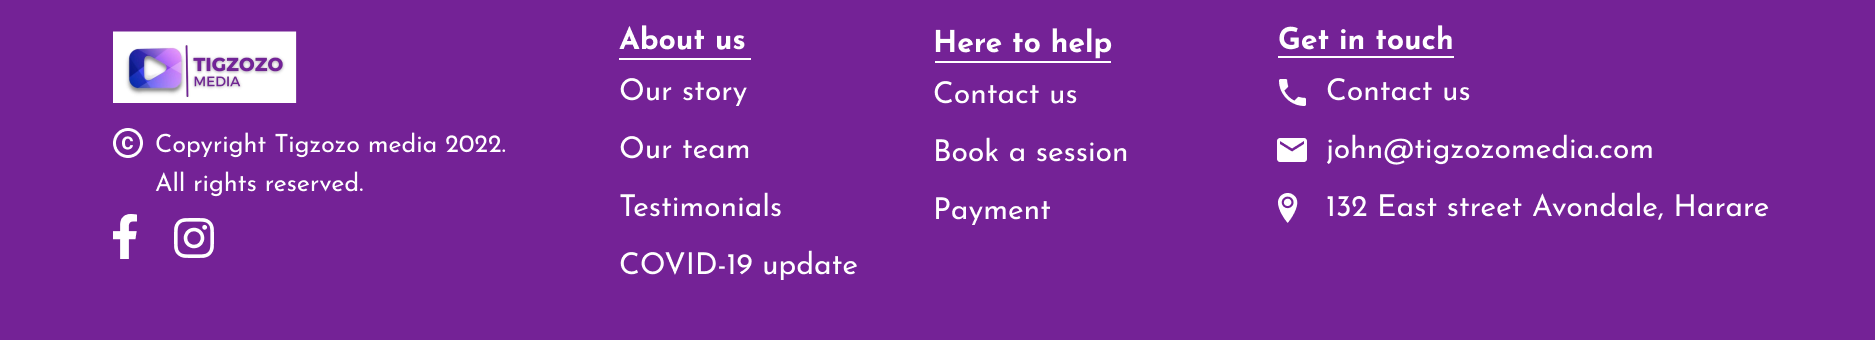 TIGZOZO
MEDIA
© Copyright Tigzozo media 2022.
All rights reserved.
About us
Our story
Our team
Testimonials
COVID-19 update
Here to help
Contact us
Book a session
Payment
Get in touch
Contact us
john@tigzozomedia.com
132 East street Avondale, Harare